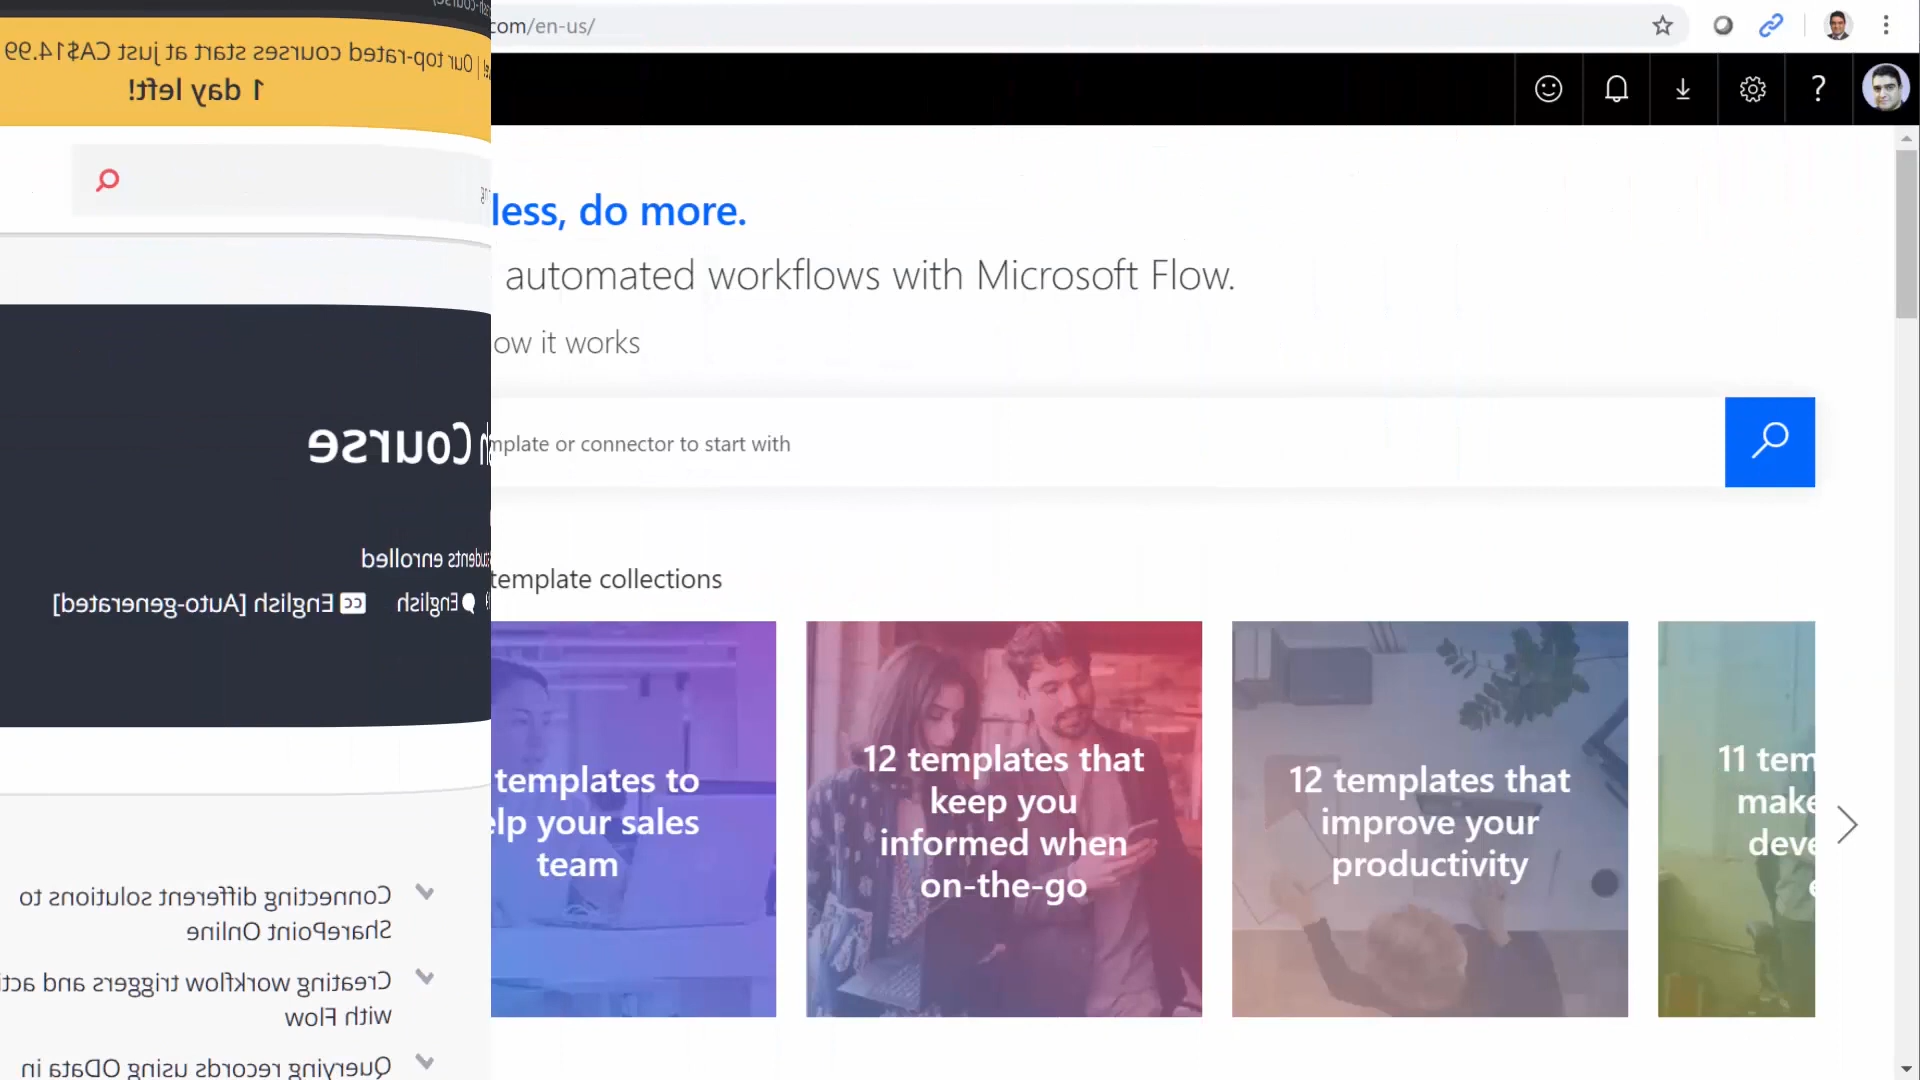 Our top-rated courses start at just CA$14.99
1 day left!
Course
students enrolled
English
CC English [Auto-generated]
Connecting different solutions to
SharePoint Online
Creating workflow triggers and acti
with Flow
Querying records using OData in
com/en-us/
less, do more.
automated workflows with Microsoft Flow.
ow it works
mplate or connector to start with
template collections
templates to
elp your sales
team
12 templates that
keep you
informed when
on-the-go
12 templates that
improve your
productivity
11 tem
make
deve
e